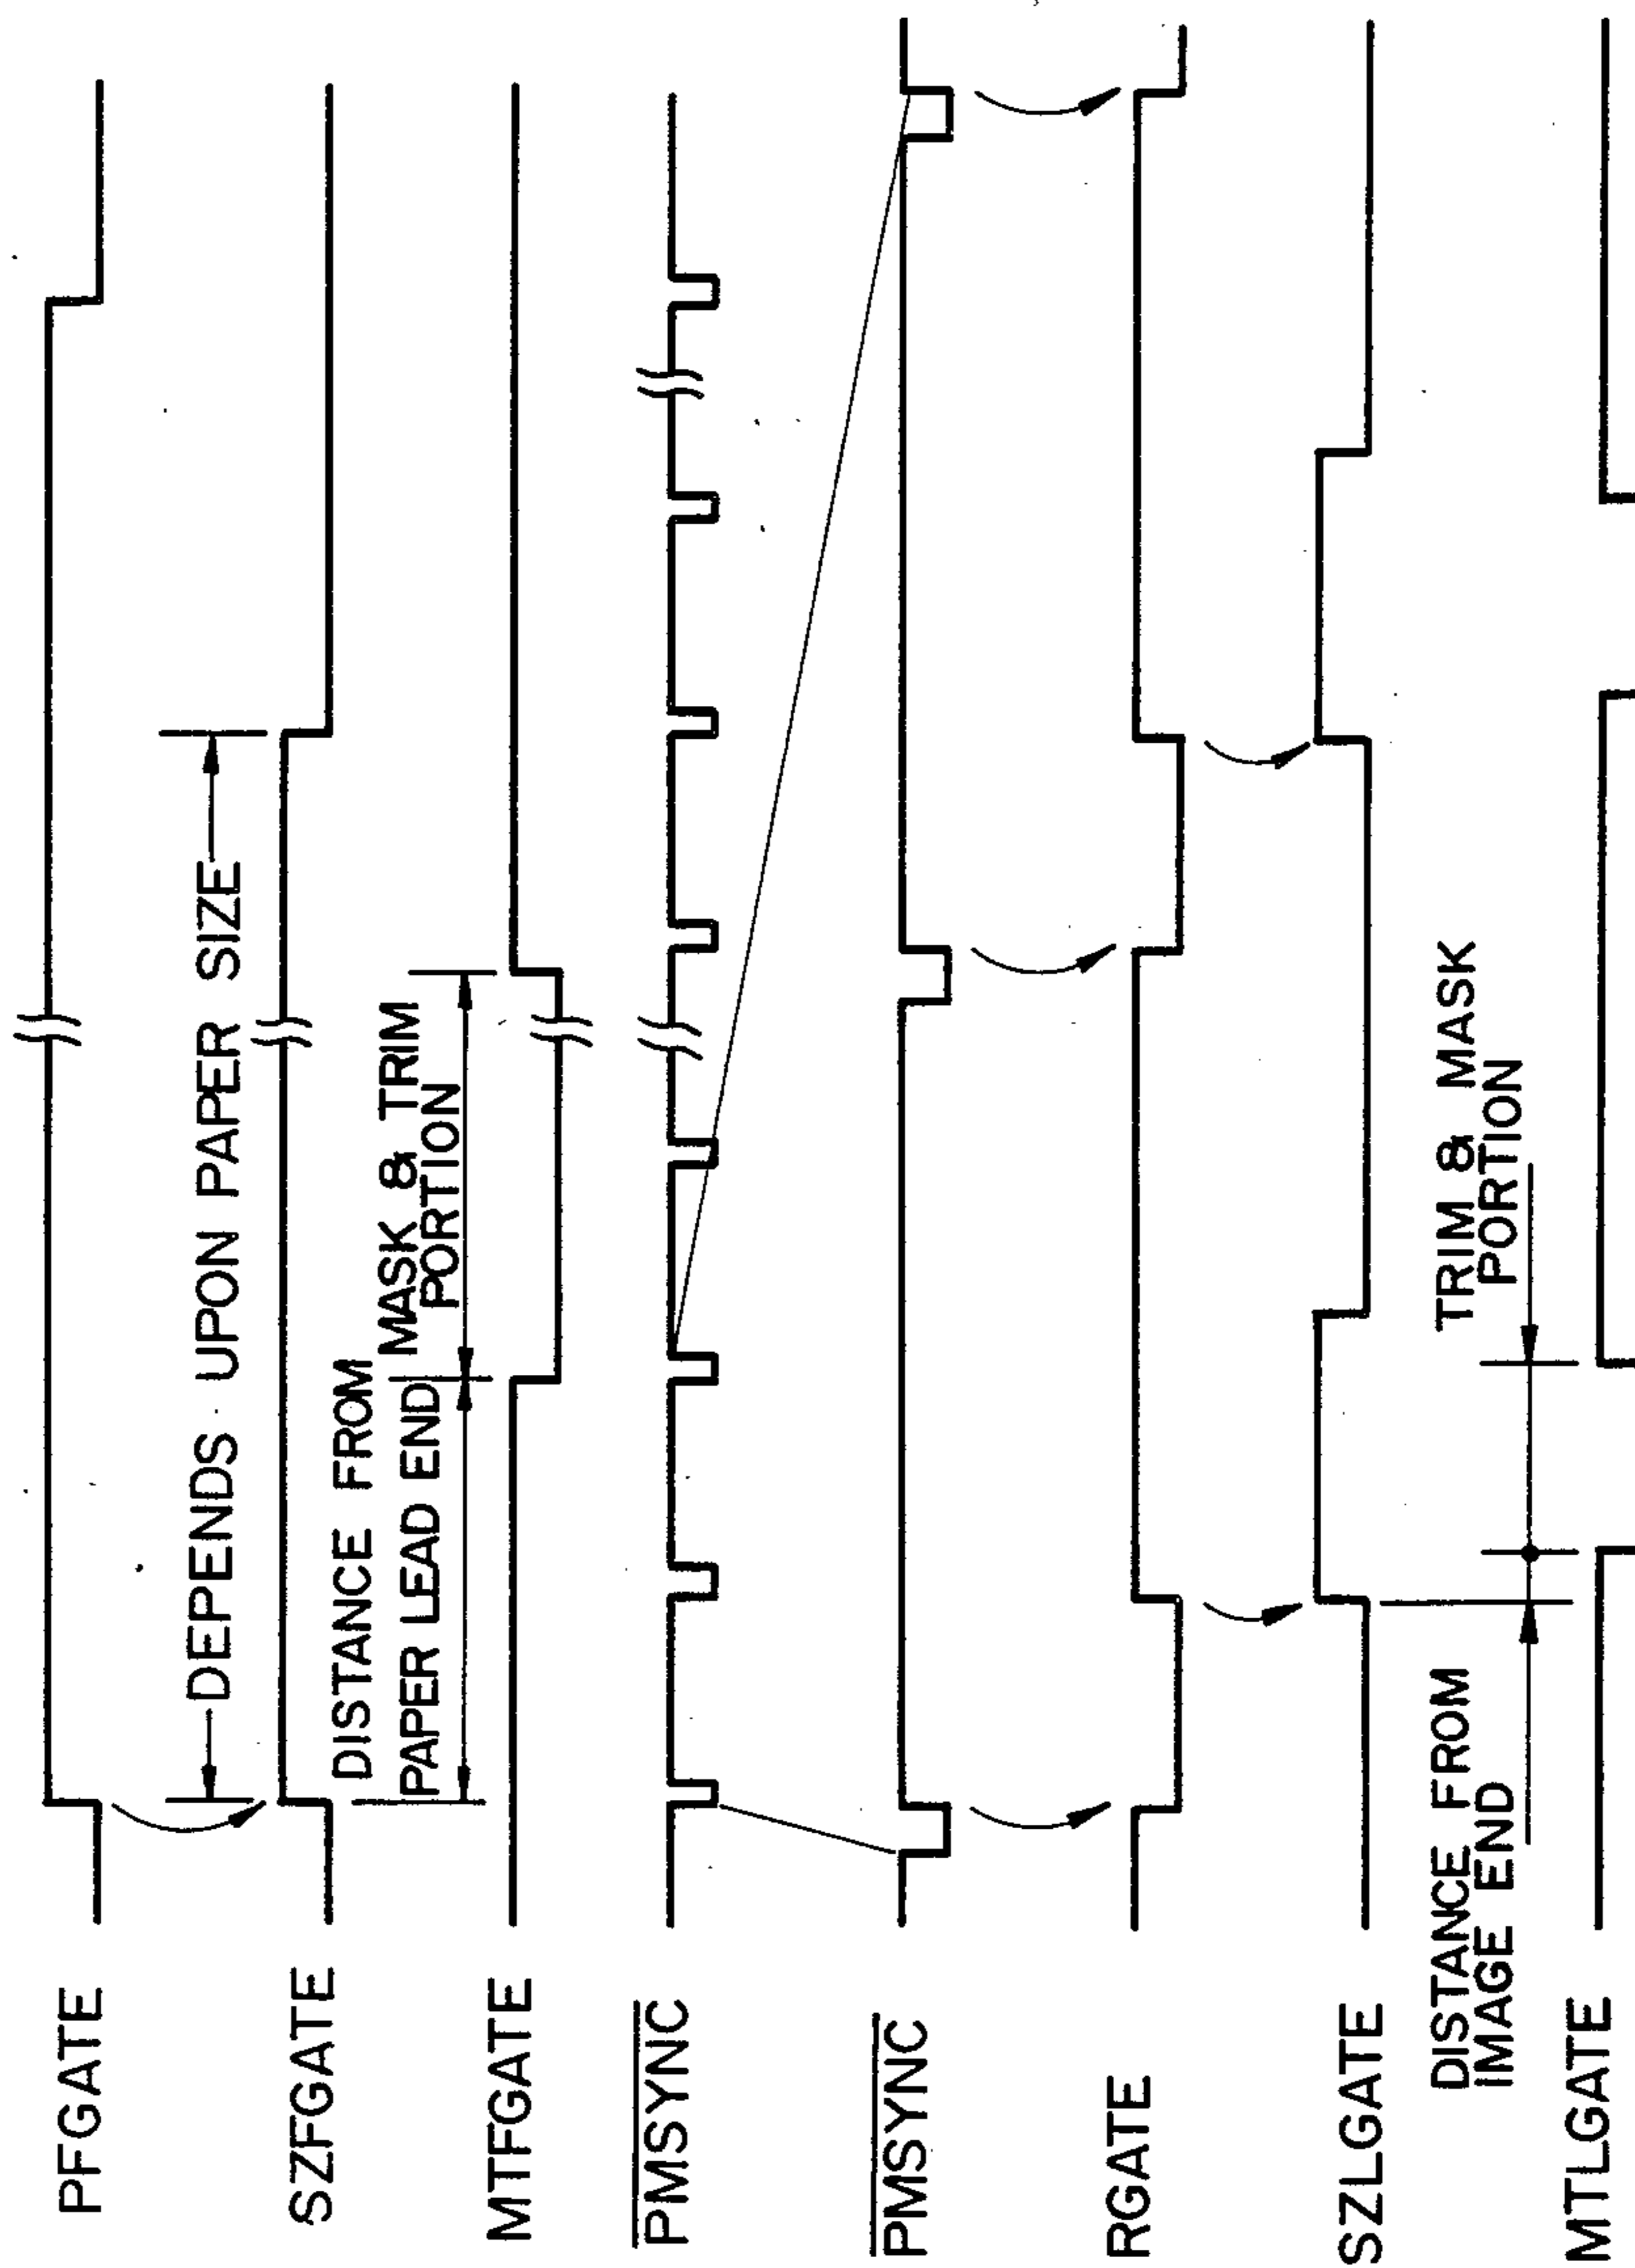 PFGATE
DEPENDS UPON PAPER SIZE
SZFGATE
DISTANCE FROM
PAPER LEAD END
MASK & TRIM
PORTION
MTFGATE
PMSYNC
PMSYNC
RGATE
SZLGATE
DISTANCE FROM
IMAGE END
TRIM & MASK
PORTION
MTLGATE